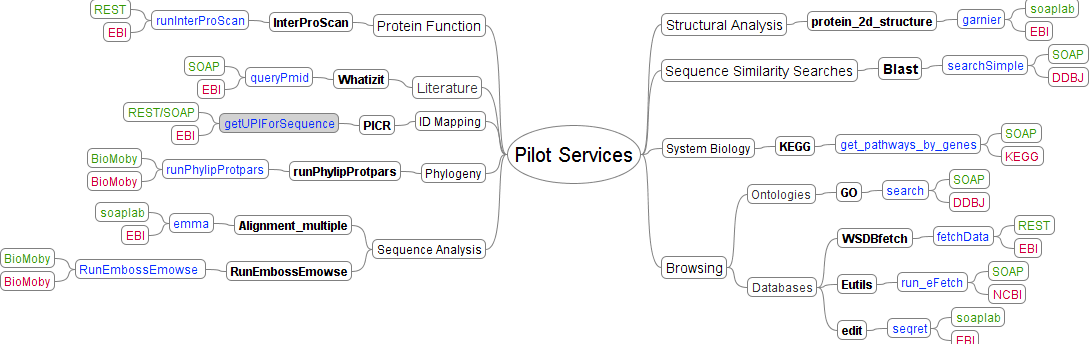 Pilot Services
Protein Function
InterProScan
runInterProScan
REST
EBI
Literature
Whatizit
queryPmid
SOAP
EBI
ID Mapping
PICR
getUPIForSequence
REST/SOAP
EBI
Phylogeny
runPhylipProtpars
runPhylipProtpars
BioMoby
BioMoby
Sequence Analysis
Alignment_multiple
emma
soaplab
EBI
RunEmbossEmowse
RunEmbossEmowse
BioMoby
BioMoby
Structural Analysis
protein_2d_structure
garnier
soaplab
EBI
Sequence Similarity Searches
Blast
searchSimple
SOAP
DDBJ
System Biology
KEGG
get_pathways_by_genes
SOAP
KEGG
Browsing
Ontologies
GO
search
SOAP
DDBJ
Databases
WSDBfetch
fetchData
REST
EBI
Eutils
run_eFetch
SOAP
NCBI
edit
seqret
soaplab
EBI